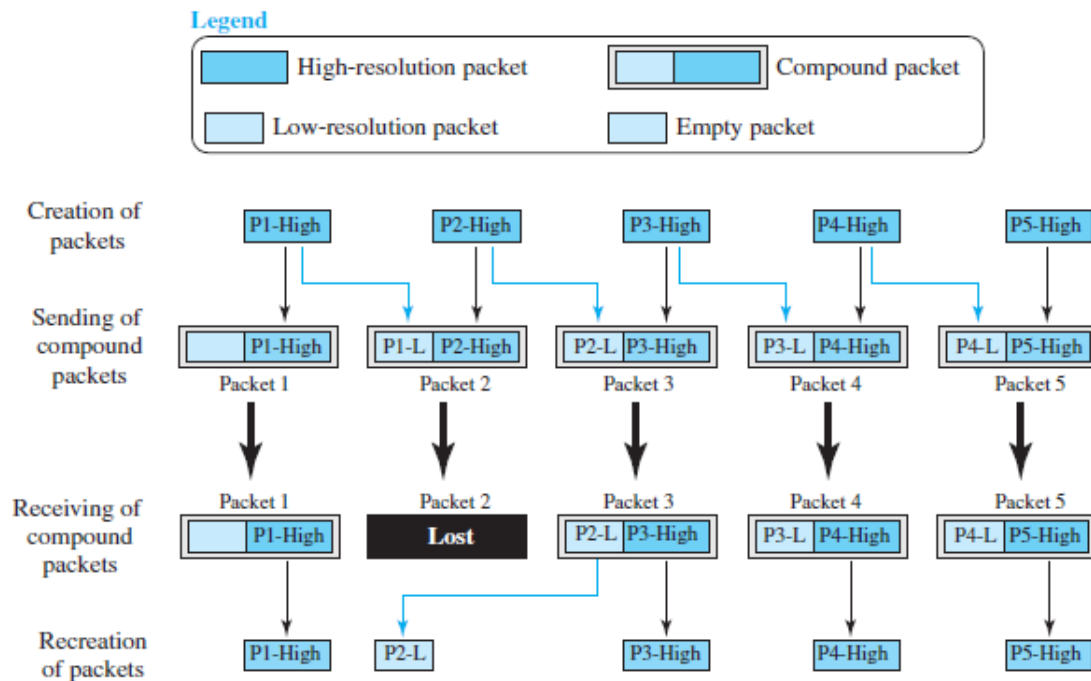 Legend
High-resolution packet
Compound packet
Low-resolution packet
Empty packet
Creation of
packets
P1-High
P2-High
P3-High
P4-High
P5-High
Sending of
compound
packets
P1-High
P1-L
P2-High
P2-L
P3-High
P3-L
P4-High
P4-L
P5-High
Packet 1
Packet 2
Packet 3
Packet 4
Packet 5
Receiving of
compound
packets
Packet 1
Packet 2
Packet 3
Packet 4
Packet 5
P1-High
Lost
P2-L
P3-High
P3-L
P4-High
P4-L
P5-High
Recreation
of packets
P1-High
P2-L
P3-High
P4-High
P5-High